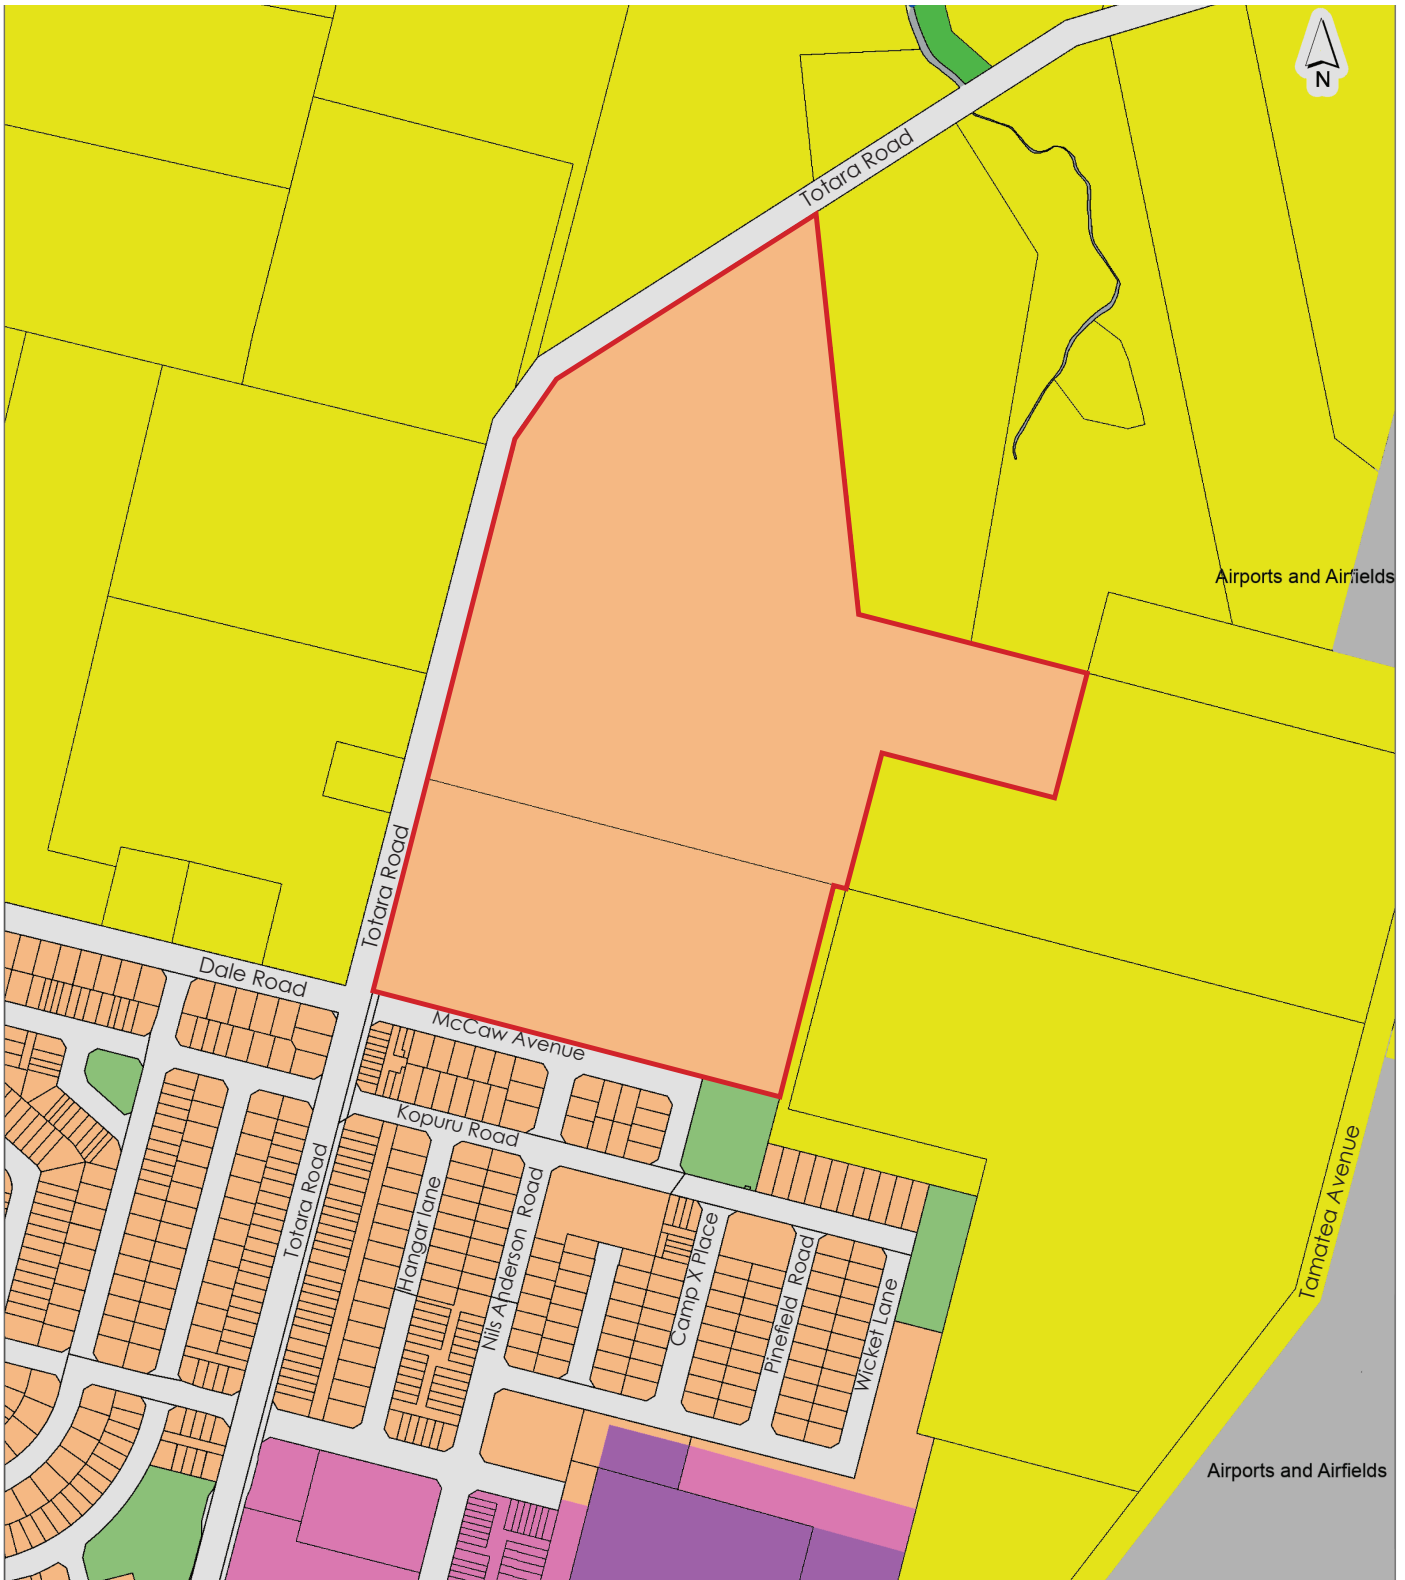 N
Totara Road
Airports and Airfields
Totara Road
Dale Road
McCaw Avenue
Kopuru Road
Totara Road
Hangar lane
Nils Anderson Road
Camp X Place
Pinefield Road
Wicket Lane
Tamatea Avenue
Airports and Airfields